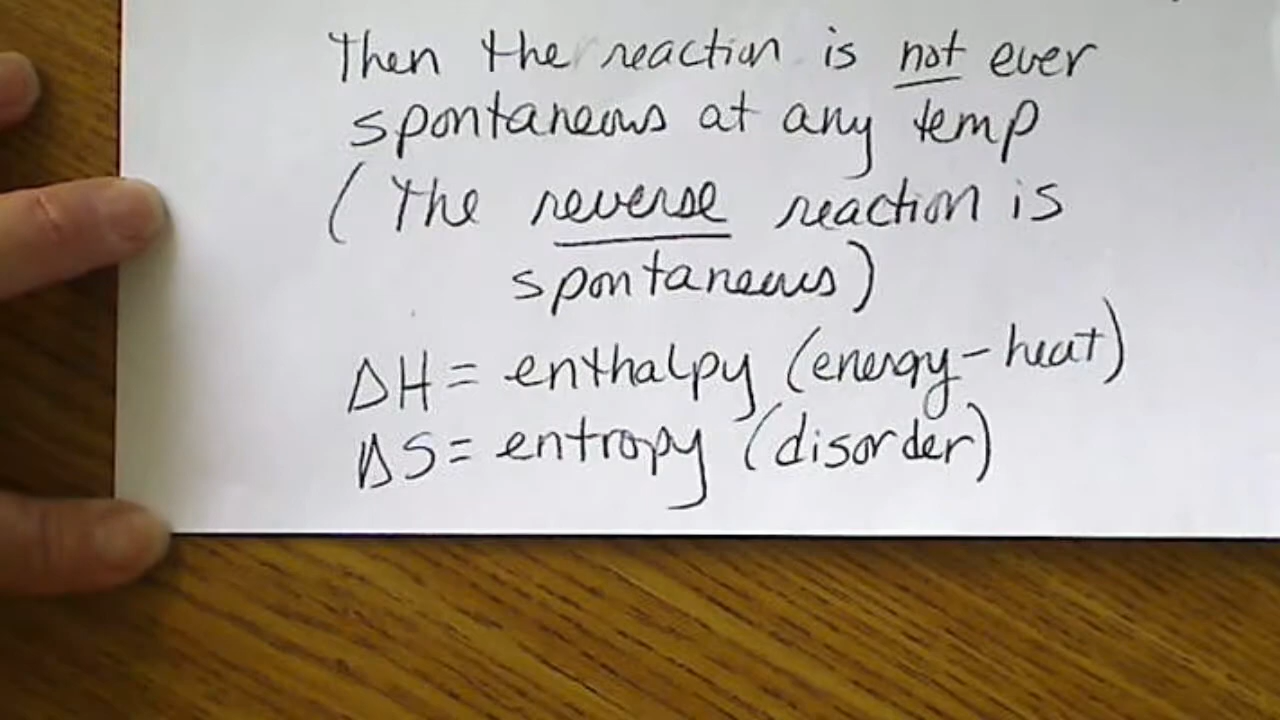 Then the reaction is not ever
spontaneous at any temp
(The reverse reaction is
spontaneous)
ΔH = enthalpy (energy - heat)
ΔS = entropy (disorder)